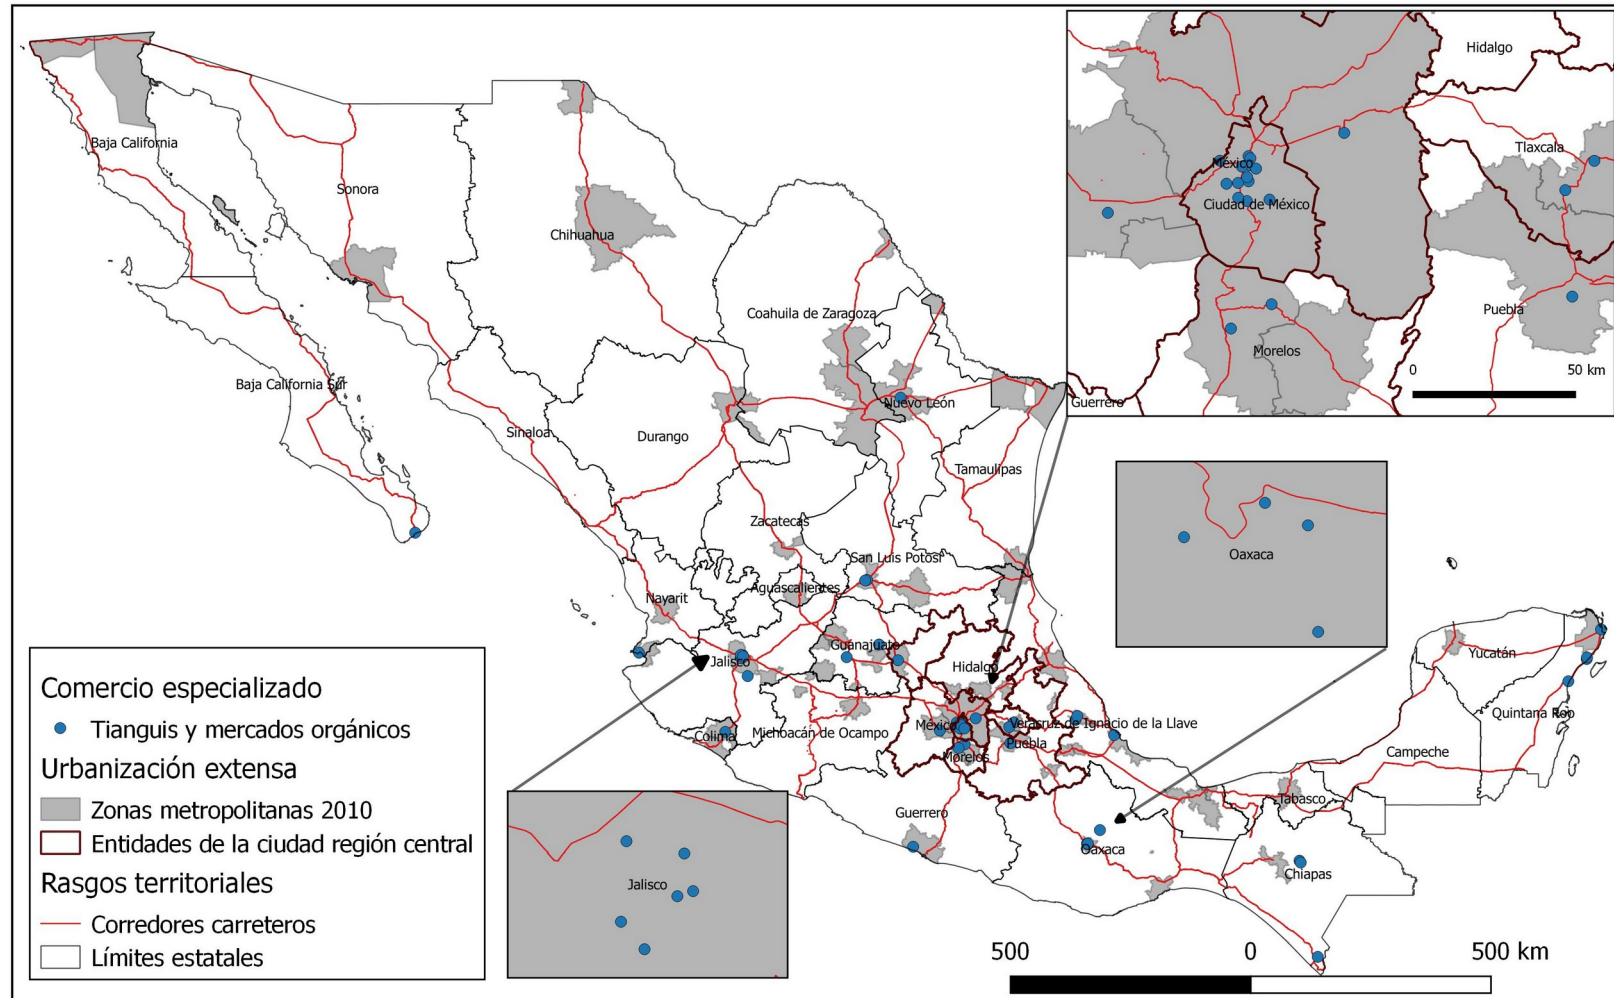 Hidalgo
Tlaxcala
México
Ciudad de México
Puebla
Morelos
Guerrero
0 50 km
Baja California
Sonora
Chihuahua
Coahuila de Zaragoza
Baja California Sur
Sinaloa
Durango
Nuevo León
Tamaulipas
Zacatecas
San Luis Potosí
Aguascalientes
Nayarit
Guanajuato
Jalisco
Hidalgo
Colima
Michoacán de Ocampo
México
Veracruz de Ignacio de la Llave
Puebla
Morelos
Guerrero
Oaxaca
Tabasco
Chiapas
Campeche
Yucatán
Quintana Roo
Oaxaca
Jalisco
Comercio especializado
Tianguis y mercados orgánicos
Urbanización extensa
Zonas metropolitanas 2010
Entidades de la ciudad región central
Rasgos territoriales
Corredores carreteros
Límites estatales
500 0 500 km